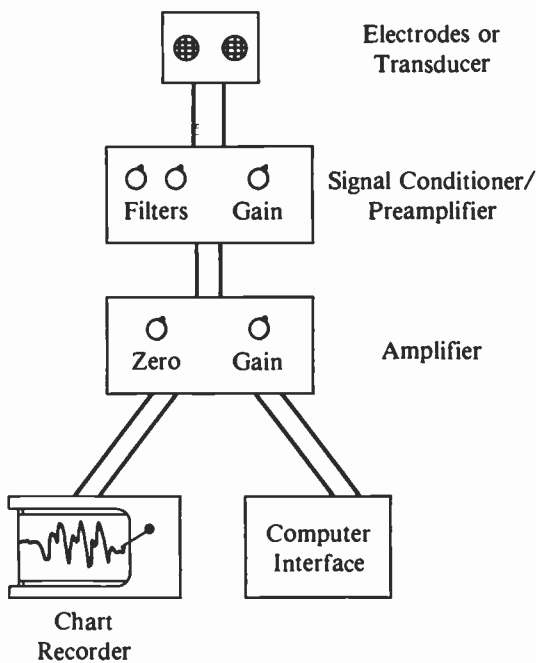 Electrodes or
Transducer
Signal Conditioner/
Preamplifier
Filters Gain
Amplifier
Zero Gain
Computer
Interface
Chart
Recorder